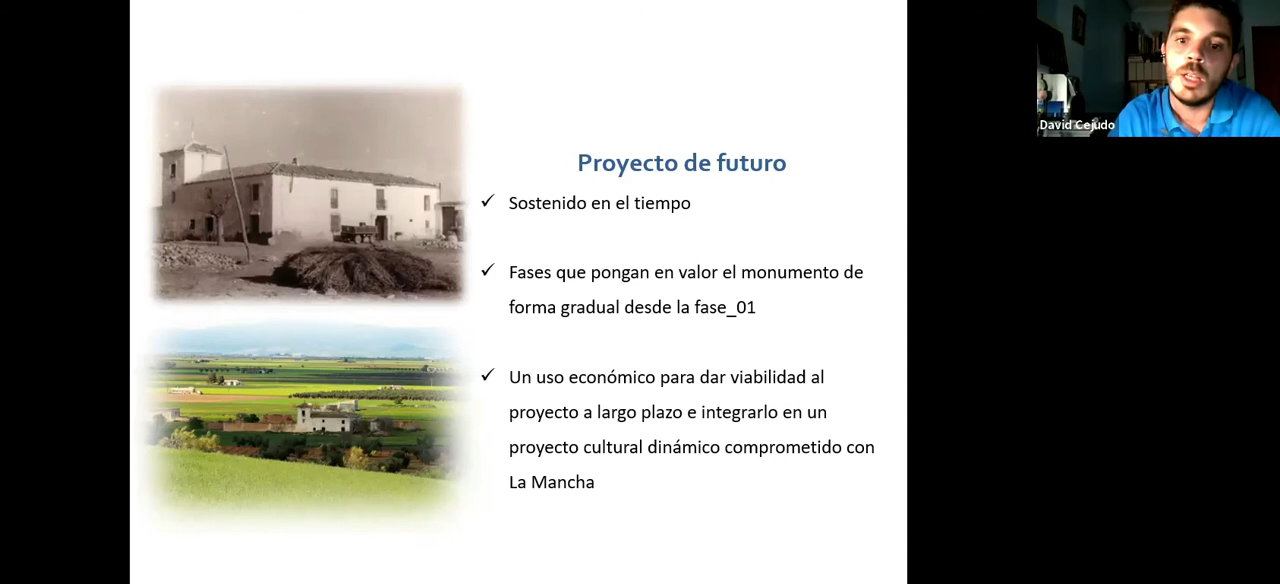 Proyecto de futuro
✓ Sostenido en el tiempo
✓ Fases que pongan en valor el monumento de
forma gradual desde la fase_01
✓ Un uso económico para dar viabilidad al
proyecto a largo plazo e integrarlo en un
proyecto cultural dinámico comprometido con
La Mancha
David Cejudo